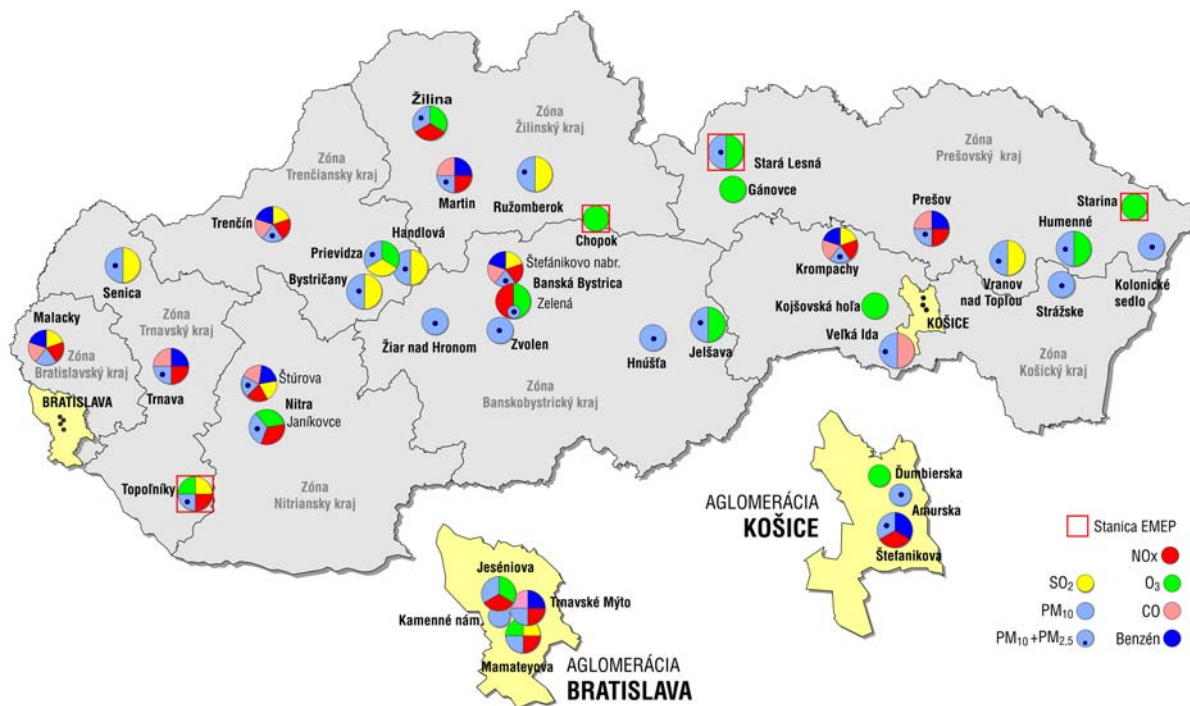 Žilina
Zóna
Žilinský kraj
Zóna
Trenčiansky kraj
Martin
Ružomberok
Stará Lesná
Gánovce
Zóna
Prešovský kraj
Starina
Trenčín
Handlová
Prievidza
Bystričany
Chopok
Prešov
Humenné
Krompachy
Vranov
nad Topľou
Strážske
Kolonické
sedlo
Senica
Štefánikovo nabr.
Banská Bystrica
Zelená
Kojšovská hoľa
KOŠICE
Malacky
Zóna
Trnavský kraj
Zóna
Bratislavský kraj
Žiar nad Hronom
Zvolen
Hnúšťa
Jelšava
Veľká Ida
Zóna
Košický kraj
Trnava
Štúrova
Nitra
Janíkovce
Zóna
Banskobystrický kraj
BRATISLAVA
Topoľníky
Zóna
Nitriansky kraj
AGLOMERÁCIA
KOŠICE
Ďumbierska
Amurska
Štefanikova
Jeséniova
Trnavské Mýto
Kamenné nám.
Mamateyova
AGLOMERÁCIA
BRATISLAVA
Stanica EMEP
NOx
SO2
O3
PM10
CO
PM10+PM2.5
Benzén